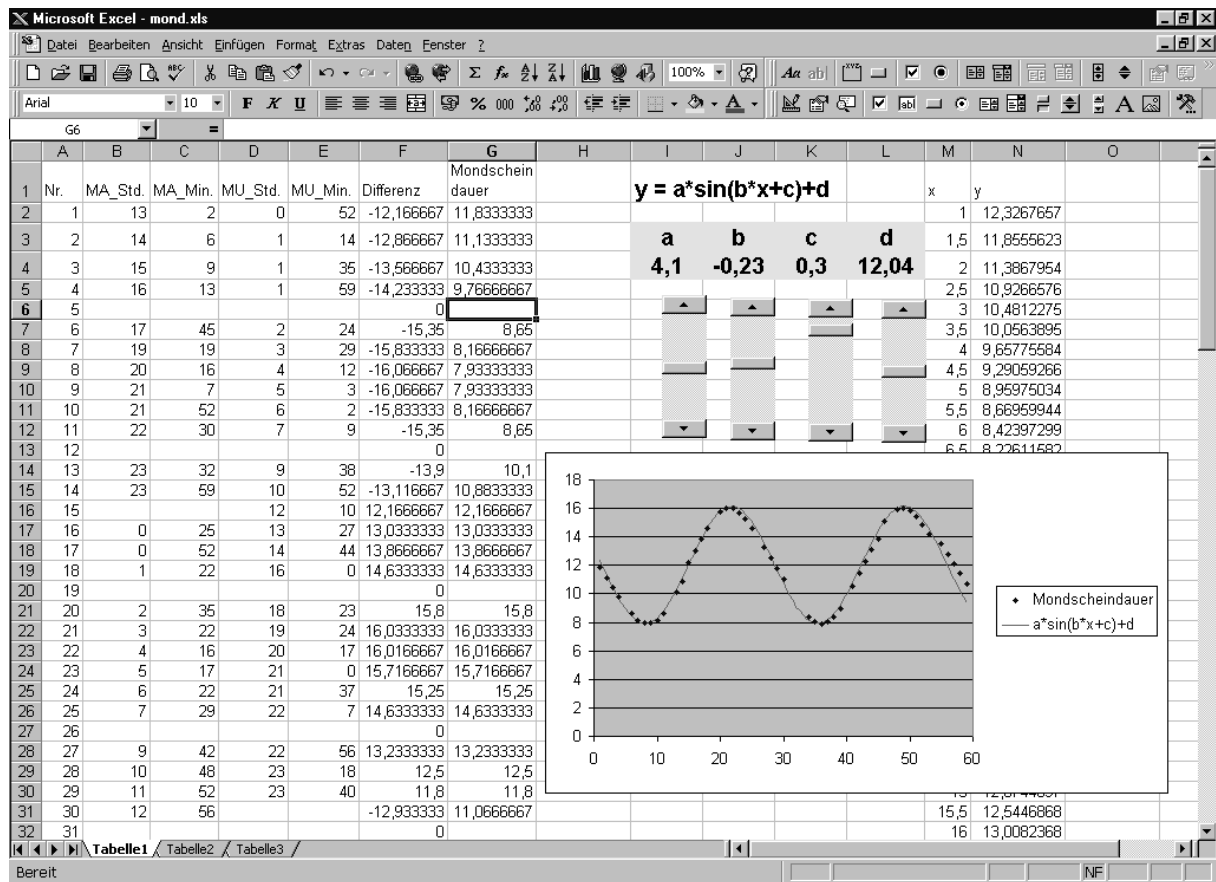 Microsoft Excel - mond.xls
Datei Bearbeiten Ansicht Einfügen Format Extras Daten Fenster ?
100%
Arial 10 F K U % 000
G6 =
A B C D E F G H I J K L M N O
1 Nr. MA_Std. MA_Min. MU_Std. MU_Min. Differenz Mondschein dauer y = a*sin(b*x+c)+d x y
2 1 13 2 0 52 -12,166667 11,8333333 1 12,3267657
3 2 14 6 1 14 -12,866667 11,1333333 a b c d 1,5 11,8555623
4 3 15 9 1 35 -13,566667 10,4333333 4,1 -0,23 0,3 12,04 2 11,3867954
5 4 16 13 1 59 -14,233333 9,76666667 2,5 10,9266576
6 5 0 3 10,4812275
7 6 17 45 2 24 -15,35 8,65 3,5 10,0563895
8 7 19 19 3 29 -15,833333 8,16666667 4 9,65775584
9 8 20 16 4 12 -16,066667 7,93333333 4,5 9,29059266
10 9 21 7 5 3 -16,066667 7,93333333 5 8,95975034
11 10 21 52 6 2 -15,833333 8,16666667 5,5 8,66959944
12 11 22 30 7 9 -15,35 8,65 6 8,42397299
13 12 0 6,5 8,22611582
14 13 23 32 9 38 -13,9 10,1
15 14 23 59 10 52 -13,116667 10,8833333
16 15 12 10 12,1666667 12,1666667
17 16 0 25 13 27 13,0333333 13,0333333
18 17 0 52 14 44 13,8666667 13,8666667
19 18 1 22 16 0 14,6333333 14,6333333
20 19 0
21 20 2 35 18 23 15,8 15,8
22 21 3 22 19 24 16,0333333 16,0333333
23 22 4 16 20 17 16,0166667 16,0166667
24 23 5 17 21 0 15,7166667 15,7166667
25 24 6 22 21 37 15,25 15,25
26 25 7 29 22 7 14,6333333 14,6333333
27 26 0
28 27 9 42 22 56 13,2333333 13,2333333
29 28 10 48 23 18 12,5 12,5
30 29 11 52 23 40 11,8 11,8
31 30 12 56 -12,933333 11,0666667 15,5 12,5446868
32 31 0 16 13,0082368
18
16
14
12
10
8
6
4
2
0
0 10 20 30 40 50 60
Mondscheindauer
a*sin(b*x+c)+d
Tabelle1 Tabelle2 Tabelle3
Bereit NF